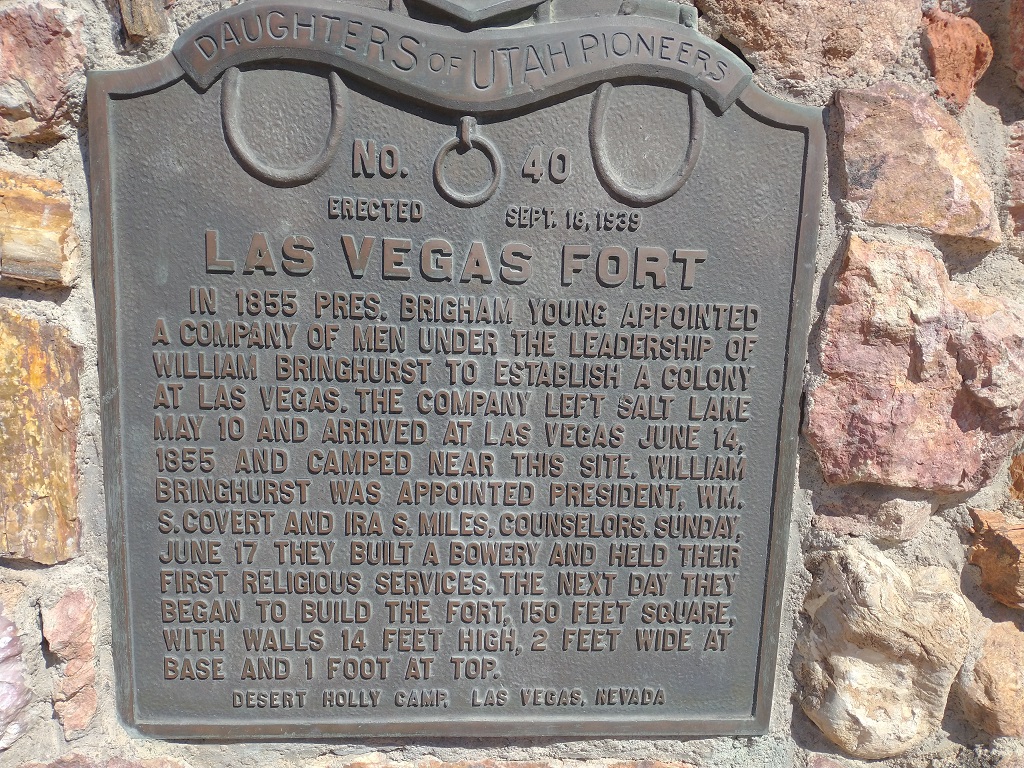 DAUGHTERS OF UTAH PIONEERS
NO. 40
ERECTED SEPT. 18, 1939
LAS VEGAS FORT
IN 1855 PRES. BRIGHAM YOUNG APPOINTED
A COMPANY OF MEN UNDER THE LEADERSHIP OF
WILLIAM BRINGHURST TO ESTABLISH A COLONY
AT LAS VEGAS. THE COMPANY LEFT SALT LAKE
MAY 10 AND ARRIVED AT LAS VEGAS JUNE 14,
1855 AND CAMPED NEAR THIS SITE. WILLIAM
BRINGHURST WAS APPOINTED PRESIDENT, WM.
S. COVERT AND IRA S. MILES, COUNSELORS. SUNDAY,
JUNE 17 THEY BUILT A BOWERY AND HELD THEIR
FIRST RELIGIOUS SERVICES. THE NEXT DAY THEY
BEGAN TO BUILD THE FORT, 150 FEET SQUARE,
WITH WALLS 14 FEET HIGH, 2 FEET WIDE AT
BASE AND 1 FOOT AT TOP.
DESERT HOLLY CAMP, LAS VEGAS, NEVADA